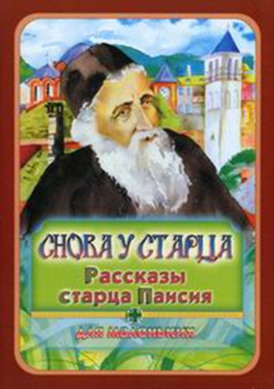 СНОВА У СТАРЦА
Рассказы
старца Паисия
для маленьких